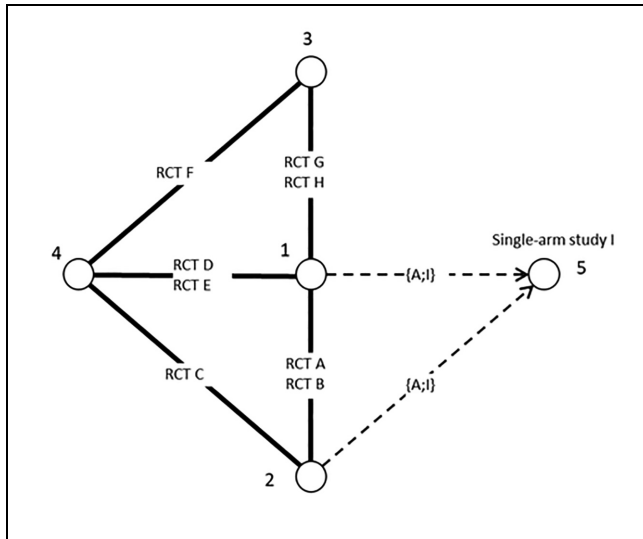 3
RCT G
RCT H
RCT F
Single-arm study I
4
1
5
RCT D
RCT E
{A;I}
RCT A
RCT B
RCT C
{A;I}
2